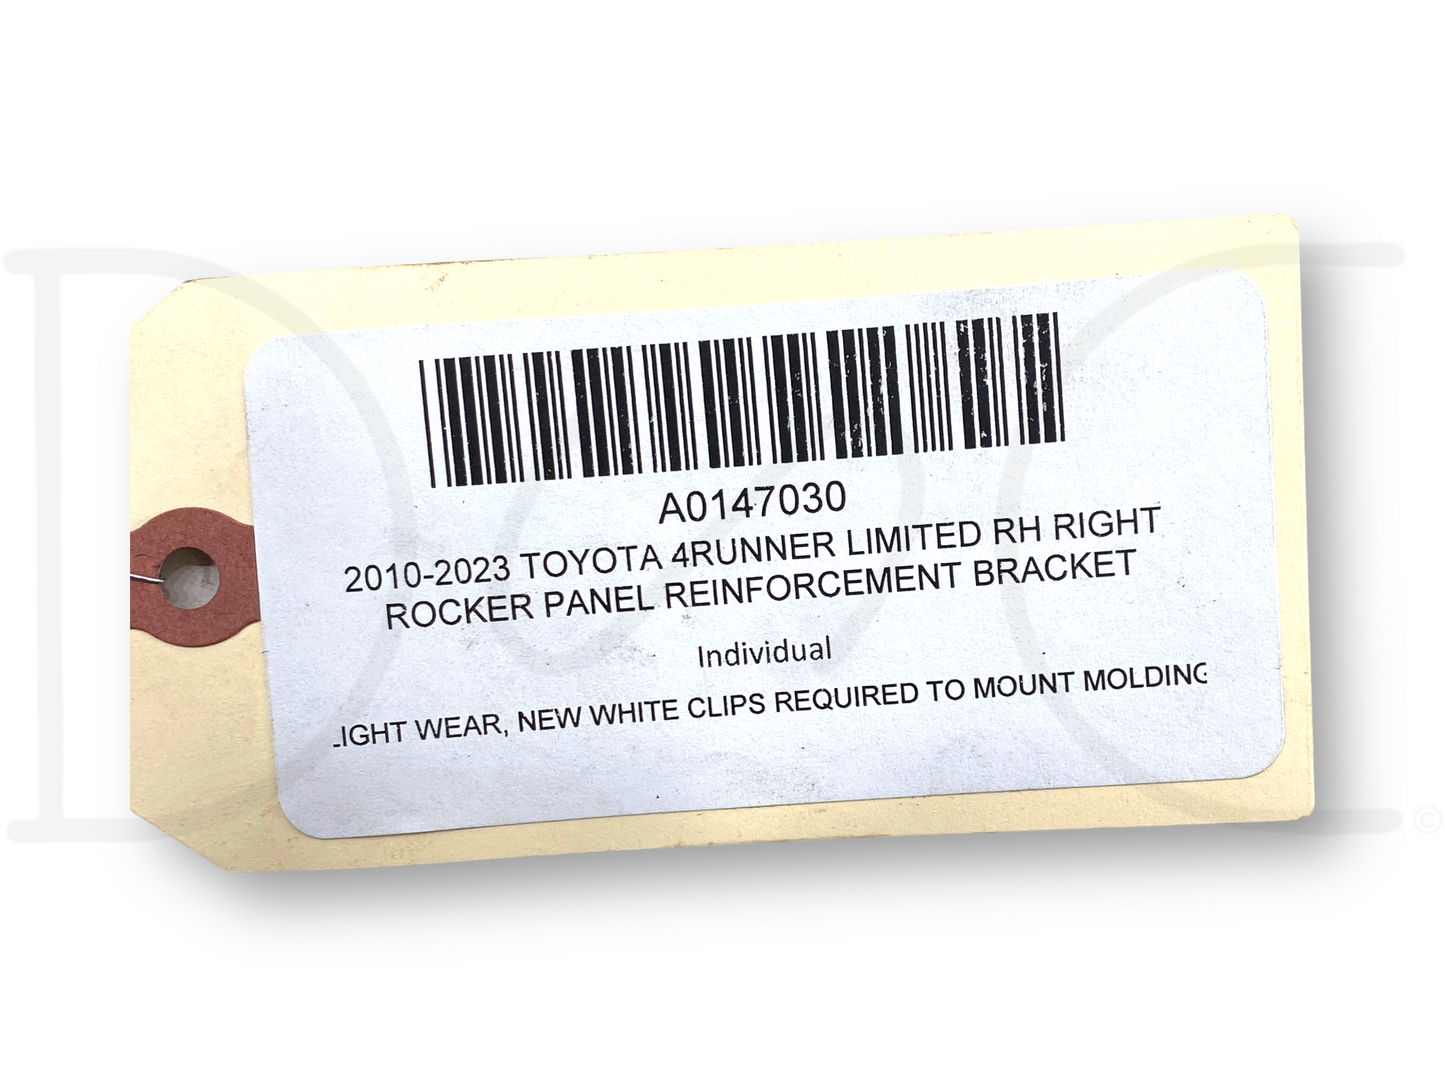 A0147030
2010-2023 TOYOTA 4RUNNER LIMITED RH RIGHT
ROCKER PANEL REINFORCEMENT BRACKET
Individual
IGHT WEAR, NEW WHITE CLIPS REQUIRED TO MOUNT MOLDING